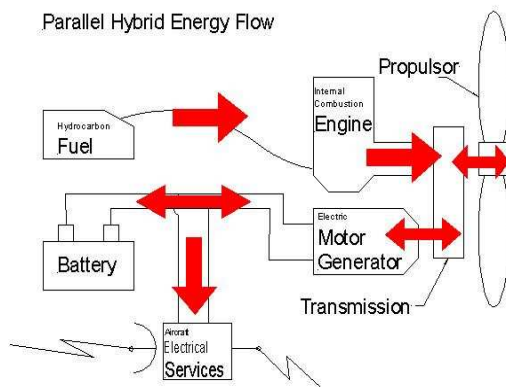 Parallel Hybrid Energy Flow
Propulsor
Internal
Combustion
Engine
Hydrocarbon
Fuel
Electric
Motor
Generator
Battery
Transmission
Aircraft
Electrical
Services